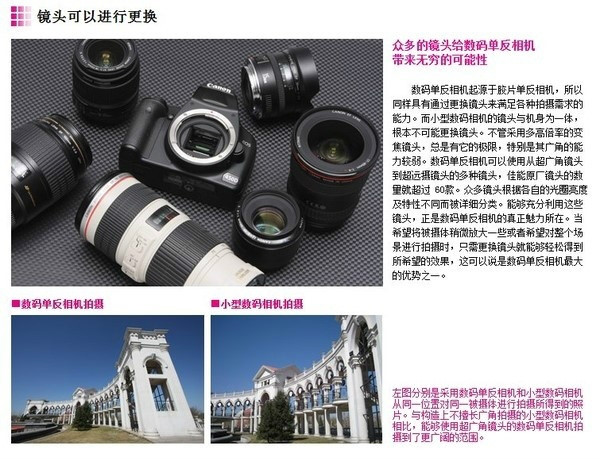 镜头可以进行更换
众多的镜头给数码单反相机
带来无穷的可能性
数码单反相机起源于胶片单反相机，所以
同样具有通过更换镜头来满足各种拍摄需求的
能力。而小型数码相机的镜头与机身为一体，
根本不可能更换镜头。不管采用多高倍率的变
焦镜头，总是有它的极限，特别是其广角的能
力较弱。数码单反相机可以使用从超广角镜头
到超远摄镜头的多种镜头，佳能原厂镜头的数
量就超过 60款。众多镜头根据各自的光圈亮度
及特性不同而被详细分类。能够充分利用这些
镜头，正是数码单反相机的真正魅力所在。当
希望将被摄体稍微放大一些或者希望对整个场
景进行拍摄时，只需更换镜头就能够轻松得到
所希望的效果，这可以说是数码单反相机最大
的优势之一。
Canon
■数码单反相机拍摄
■小型数码相机拍摄
左图分别是采用数码单反相机和小型数码相机
从同一位置对同一被摄体进行拍摄所得到的照
片。与构造上不擅长广角拍摄的小型数码相机
相比，能够使用超广角镜头的数码单反相机拍
摄到了更广阔的范围。